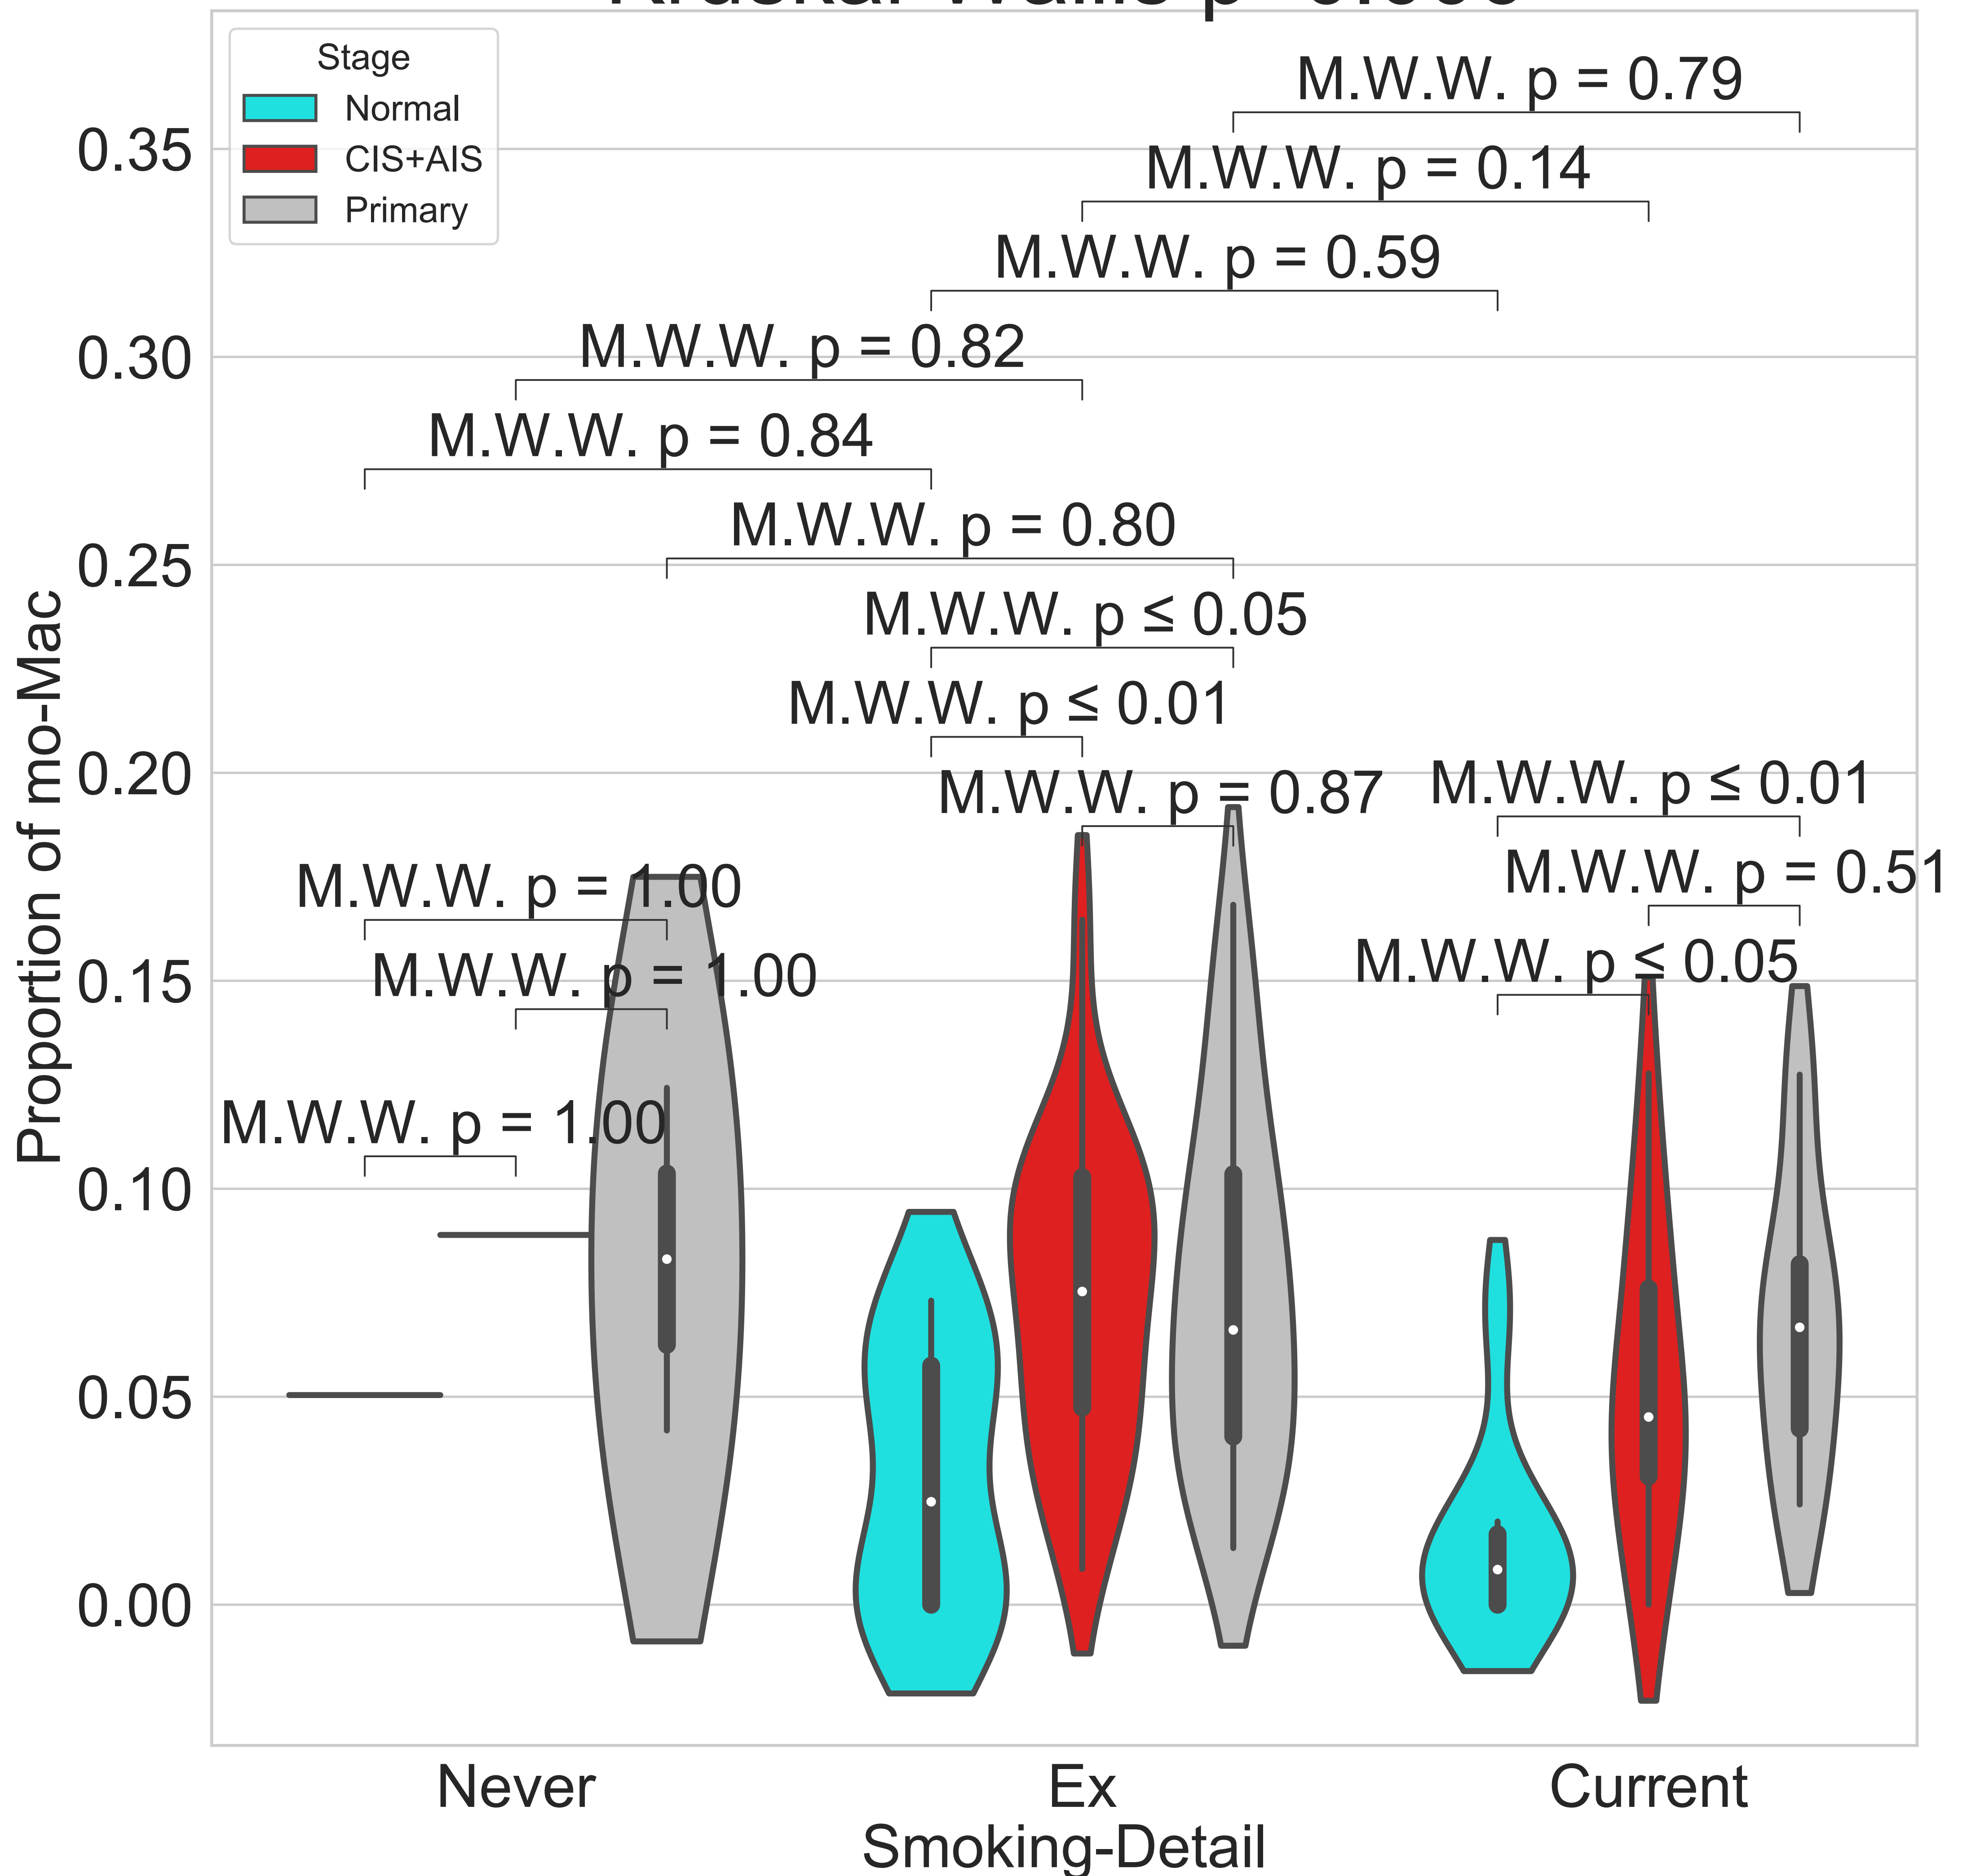 Stage
Normal
CIS+AIS
Primary
M.W.W. p = 0.79
M.W.W. p = 0.14
M.W.W. p = 0.59
M.W.W. p = 0.82
M.W.W. p = 0.84
M.W.W. p = 0.80
M.W.W. p ≤ 0.05
M.W.W. p ≤ 0.01
M.W.W. p = 0.87
M.W.W. p ≤ 0.01
M.W.W. p = 0.51
M.W.W. p ≤ 0.05
M.W.W. p = 1.00
M.W.W. p = 1.00
M.W.W. p = 1.00
Proportion of mo-Mac
0.35
0.30
0.25
0.20
0.15
0.10
0.05
0.00
Never
Ex
Current
Smoking-Detail